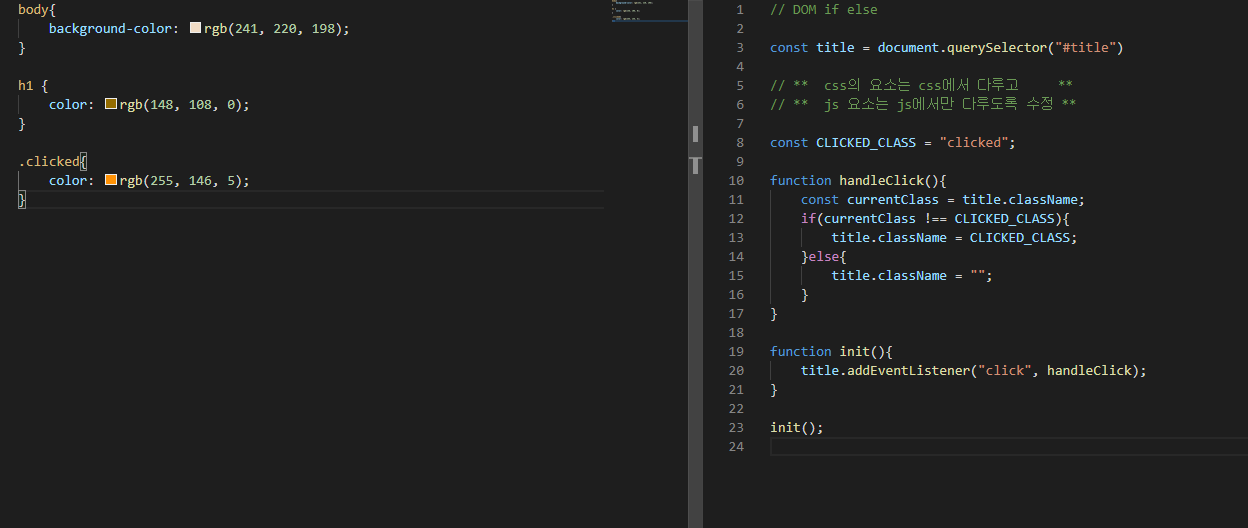 body{
background-color: rgb(241, 220, 198);
}
h1 {
color: rgb(148, 108, 0);
}
.clicked{
color: rgb(255, 146, 5);
}
1 // DOM if else
2
3 const title = document.querySelector("#title")
4
5 // ** css의 요소는 css에서 다루고 **
6 // ** js 요소는 js에서만 다루도록 수정 **
7
8 const CLICKED_CLASS = "clicked";
9
10 function handleClick(){
11 const currentClass = title.className;
12 if(currentClass !== CLICKED_CLASS){
13 title.className = CLICKED_CLASS;
14 }else{
15 title.className = "";
16 }
17 }
18
19 function init(){
20 title.addEventListener("click", handleClick);
21 }
22
23 init();
24